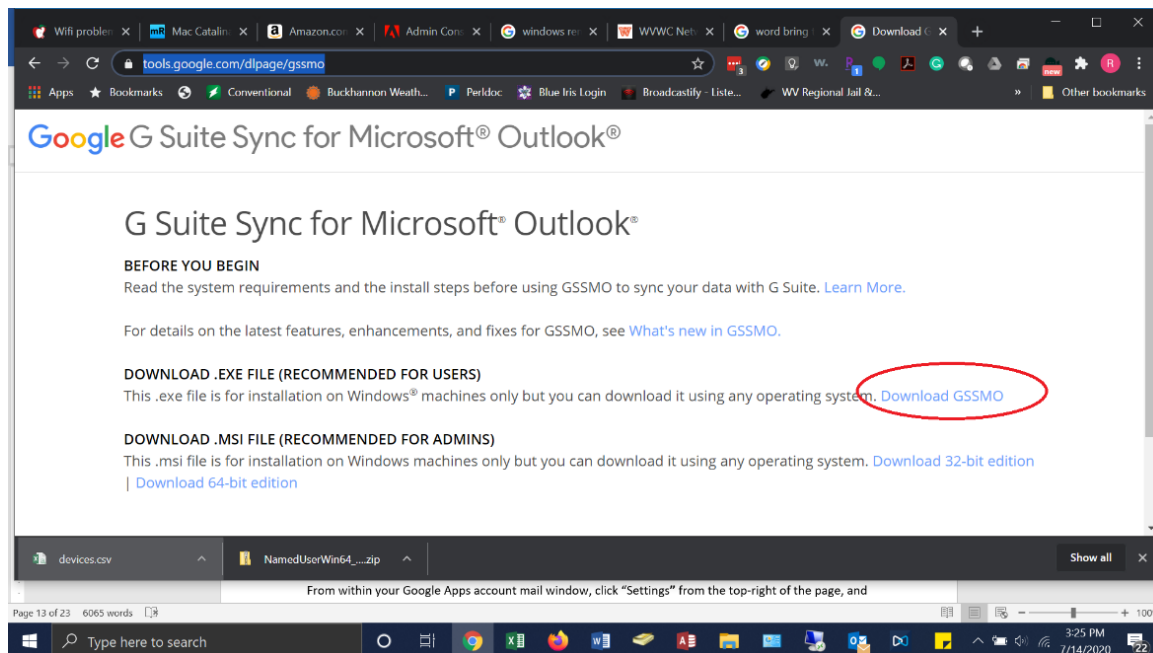 Wifi problem
Mac Catalin
Amazon.con
Admin Cons
windows re
WVWC Net
word bring
Download G
tools.google.com/dlpage/gssmo
3
w.
1
new
R
Apps
Bookmarks
Conventional
Buckhannon Weath...
Perldoc
Blue Iris Login
Broadcastify - Liste...
WV Regional Jail &...
»
Other bookmarks
Google G Suite Sync for Microsoft® Outlook®
G Suite Sync for Microsoft® Outlook®
BEFORE YOU BEGIN
Read the system requirements and the install steps before using GSSMO to sync your data with G Suite. Learn More.
For details on the latest features, enhancements, and fixes for GSSMO, see What's new in GSSMO.
DOWNLOAD .EXE FILE (RECOMMENDED FOR USERS)
This .exe file is for installation on Windows® machines only but you can download it using any operating system. Download GSSMO
DOWNLOAD .MSI FILE (RECOMMENDED FOR ADMINS)
This .msi file is for installation on Windows machines only but you can download it using any operating system. Download 32-bit edition
| Download 64-bit edition
devices.csv
NamedUserWin64_....zip
Show all
From within your Google Apps account mail window, click “Settings” from the top-right of the page, and
Page 13 of 23 6065 words
100
Type here to search
3:25 PM
7/14/2020
22